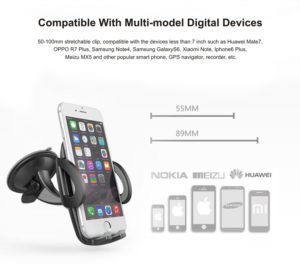 Compatible With Multi-model Digital Devices
50-100mm stretchable clip, compatible with the devices less than 7 inch such as Huawei Mate7,
OPPO R7 Plus, Samsung Note4, Samsung GalaxyS6, Xiaomi Note, Iphone6 Plus,
Meizu MX5 and other popular smart phone, GPS navigator, recorder, etc.
55MM
89MM
NOKIA MEIZU HUAWEI
SAMSUNG